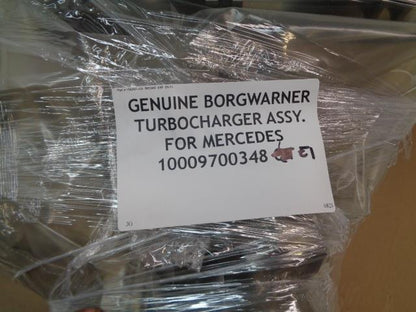 GENUINE BORGWARNER
TURBOCHARGER ASSY.
FOR MERCEDES
10009700348